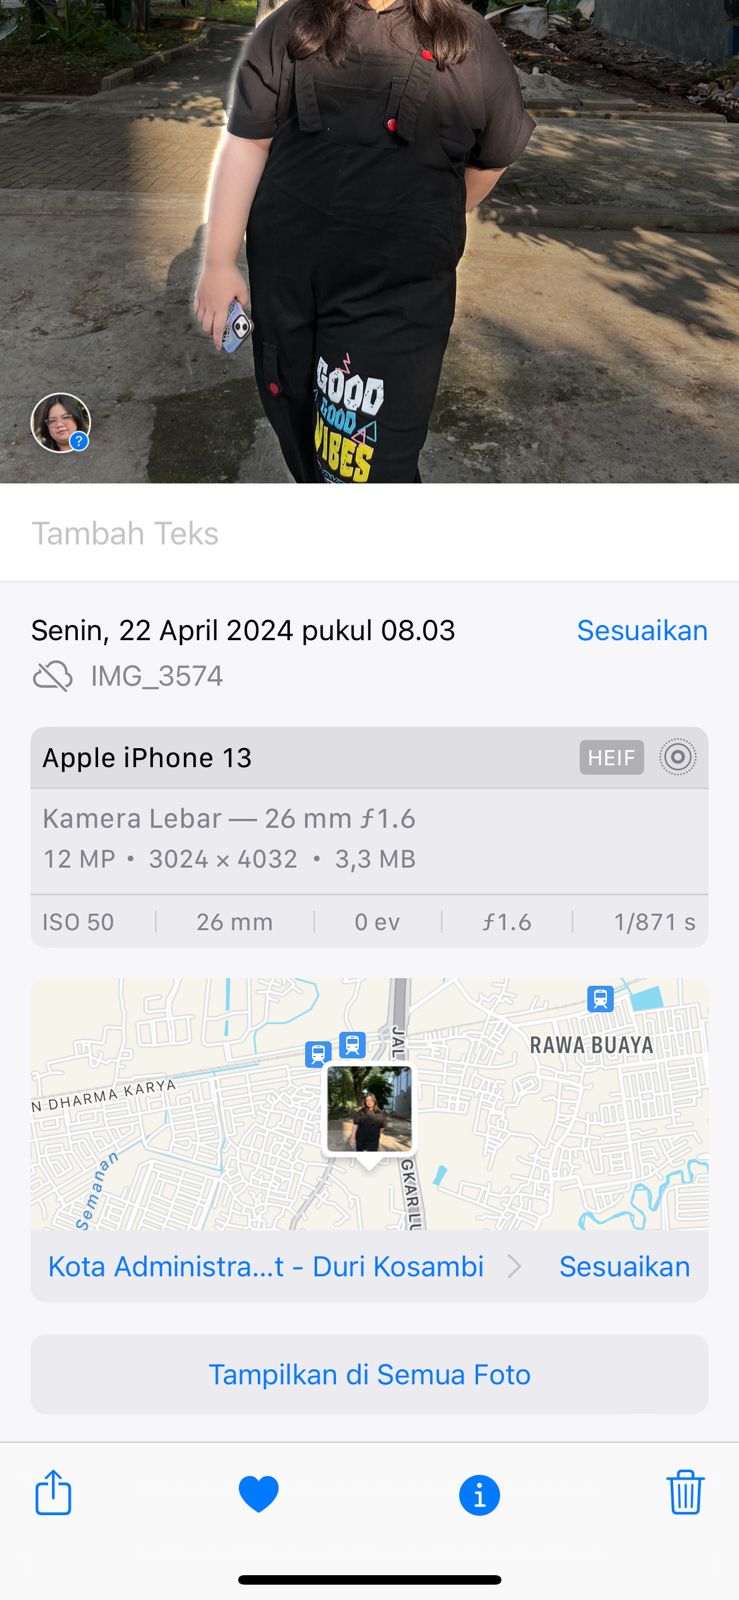 GOOD
GOOD
VIBES
?
Tambah Teks
Senin, 22 April 2024 pukul 08.03
Sesuaikan
IMG_3574
Apple iPhone 13
HEIF
Kamera Lebar — 26 mm ƒ1.6
12 MP • 3024 × 4032 • 3,3 MB
ISO 50
26 mm
0 ev
ƒ1.6
1/871 s
JAL
RAWA BUAYA
N DHARMA KARYA
Semanan
GKAR LU
Kota Administra...t - Duri Kosambi
Sesuaikan
Tampilkan di Semua Foto